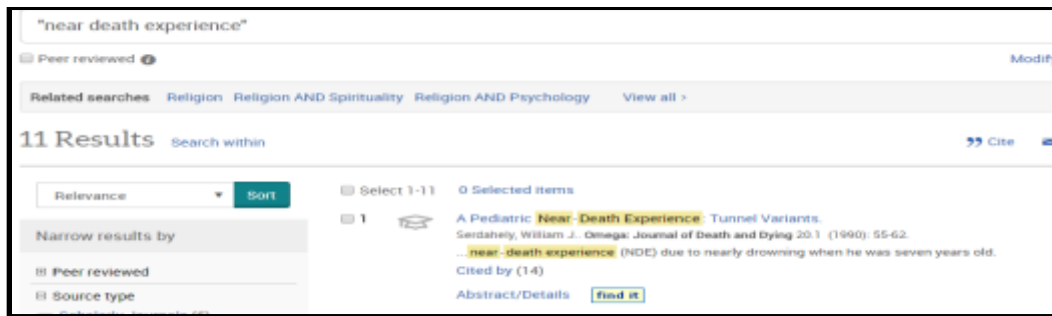 "near death experience"
Peer reviewed
Modify
Related searches Religion Religion AND Spirituality Religion AND Psychology View all >
11 Results Search within Cite
Relevance Sort Select 1-11 0 Selected items
1 A Pediatric Near-Death Experience: Tunnel Variants.
Narrow results by Serdahely, William J.. Omega: Journal of Death and Dying 20.1 (1990): 55-62.
...near-death experience (NDE) due to nearly drowning when he was seven years old.
Peer reviewed Cited by (14)
Source type Abstract/Details find it